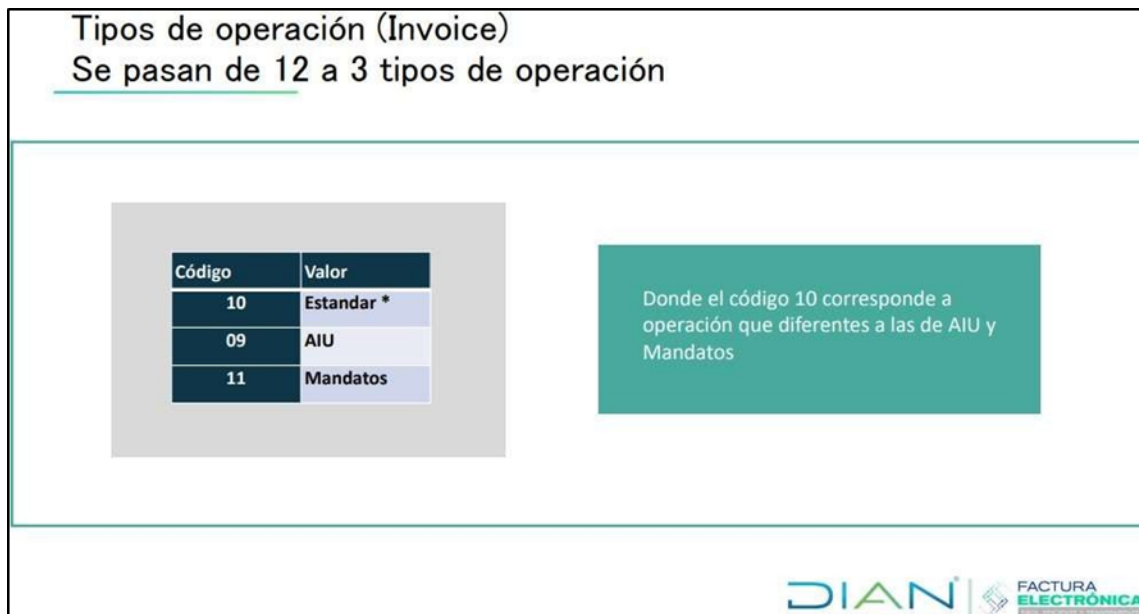 Tipos de operación (Invoice)
Se pasan de 12 a 3 tipos de operación
Código Valor
10 Estandar *
09 AIU
11 Mandatos
Donde el código 10 corresponde a
operación que diferentes a las de AIU y
Mandatos
DIAN
FACTURA
ELECTRÓNICA